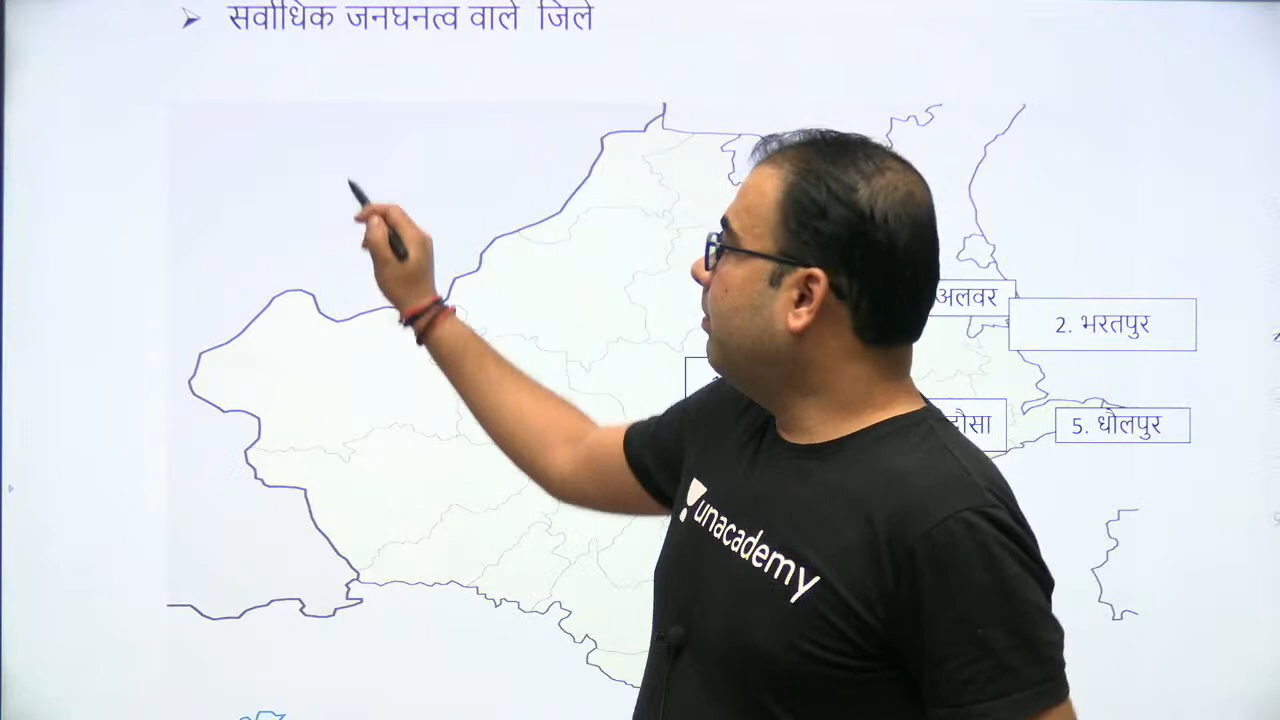 ➤ सर्वाधिक जनघनत्व वाले जिले
अलवर
2. भरतपुर
दौसा
5. धौलपुर
unacademy